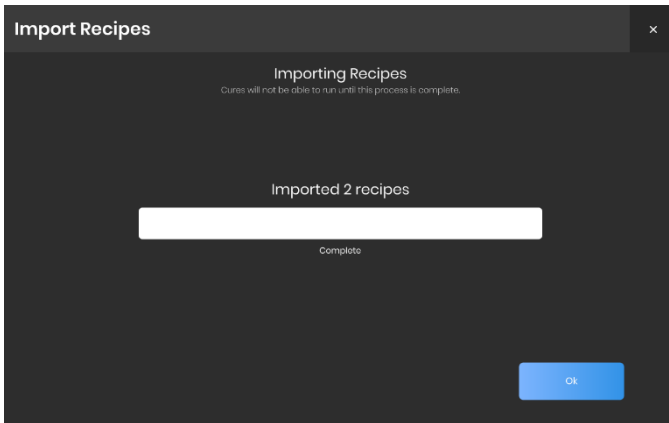 Import Recipes
×
Importing Recipes
Cures will not be able to run until this process is complete.
Imported 2 recipes
Complete
Ok